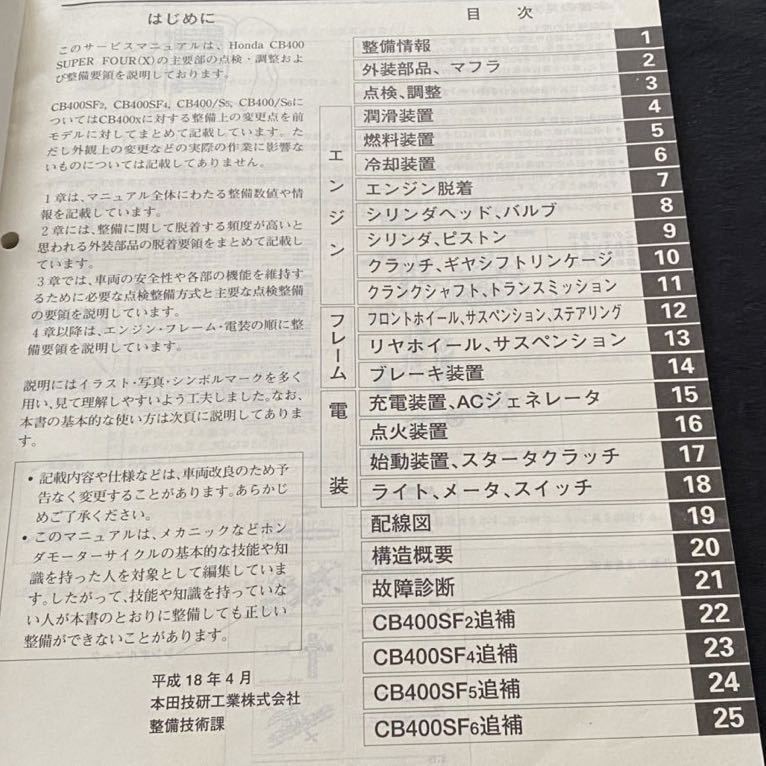 はじめに
このサービスマニュアルは、Honda CB400
SUPER FOUR(X)の主要部の点検・調整およ
び整備要領を説明しております。
CB400SF2, CB400SF4, CB400/S5, CB400/S6に
ついてはCB400xに対する整備上の変更点を前
モデルに対してまとめて記載しています。た
だし外観上の変更などの実際の作業に影響な
いものについては記載してありません。
1章は、マニュアル全体にわたる整備数値や情
報を記載しています。
2章には、整備に関して脱着する頻度が高いと
思われる外装部品の脱着要領をまとめて記載し
ています。
3章では、車両の安全性や各部の機能を維持す
るために必要な点検整備方式と主要な点検整備
の要領を説明しています。
4章以降は、エンジン・フレーム・電装の順に整
備要領を説明しています。
説明にはイラスト・写真・シンボルマークを多く
用い、見て理解しやすいよう工夫しました。なお、
本書の基本的な使い方は次頁に説明してありま
す。
• 記載内容や仕様などは、車両改良のため予
告なく変更することがあります。あらかじ
めご了承ください。
• このマニュアルは、メカニックなどホン
ダモーターサイクルの基本的な技能や知
識を持った人を対象として編集していま
す。したがって、技能や知識を持っていな
い人が本書のとおりに整備しても正しい
整備ができないことがあります。
平成18年4月
本田技研工業株式会社
整備技術課
目 次
整備情報 1
外装部品、マフラ 2
点検、調整 3
エンジン
潤滑装置 4
燃料装置 5
冷却装置 6
エンジン脱着 7
シリンダヘッド、バルブ 8
シリンダ、ピストン 9
クラッチ、ギヤシフトリンケージ 10
クランクシャフト、トランスミッション 11
フレーム
フロントホイール、サスペンション、ステアリング 12
リヤホイール、サスペンション 13
ブレーキ装置 14
電装
充電装置、ACジェネレータ 15
点火装置 16
始動装置、スタータクラッチ 17
ライト、メータ、スイッチ 18
配線図 19
構造概要 20
故障診断 21
CB400SF2追補 22
CB400SF4追補 23
CB400SF5追補 24
CB400SF6追補 25